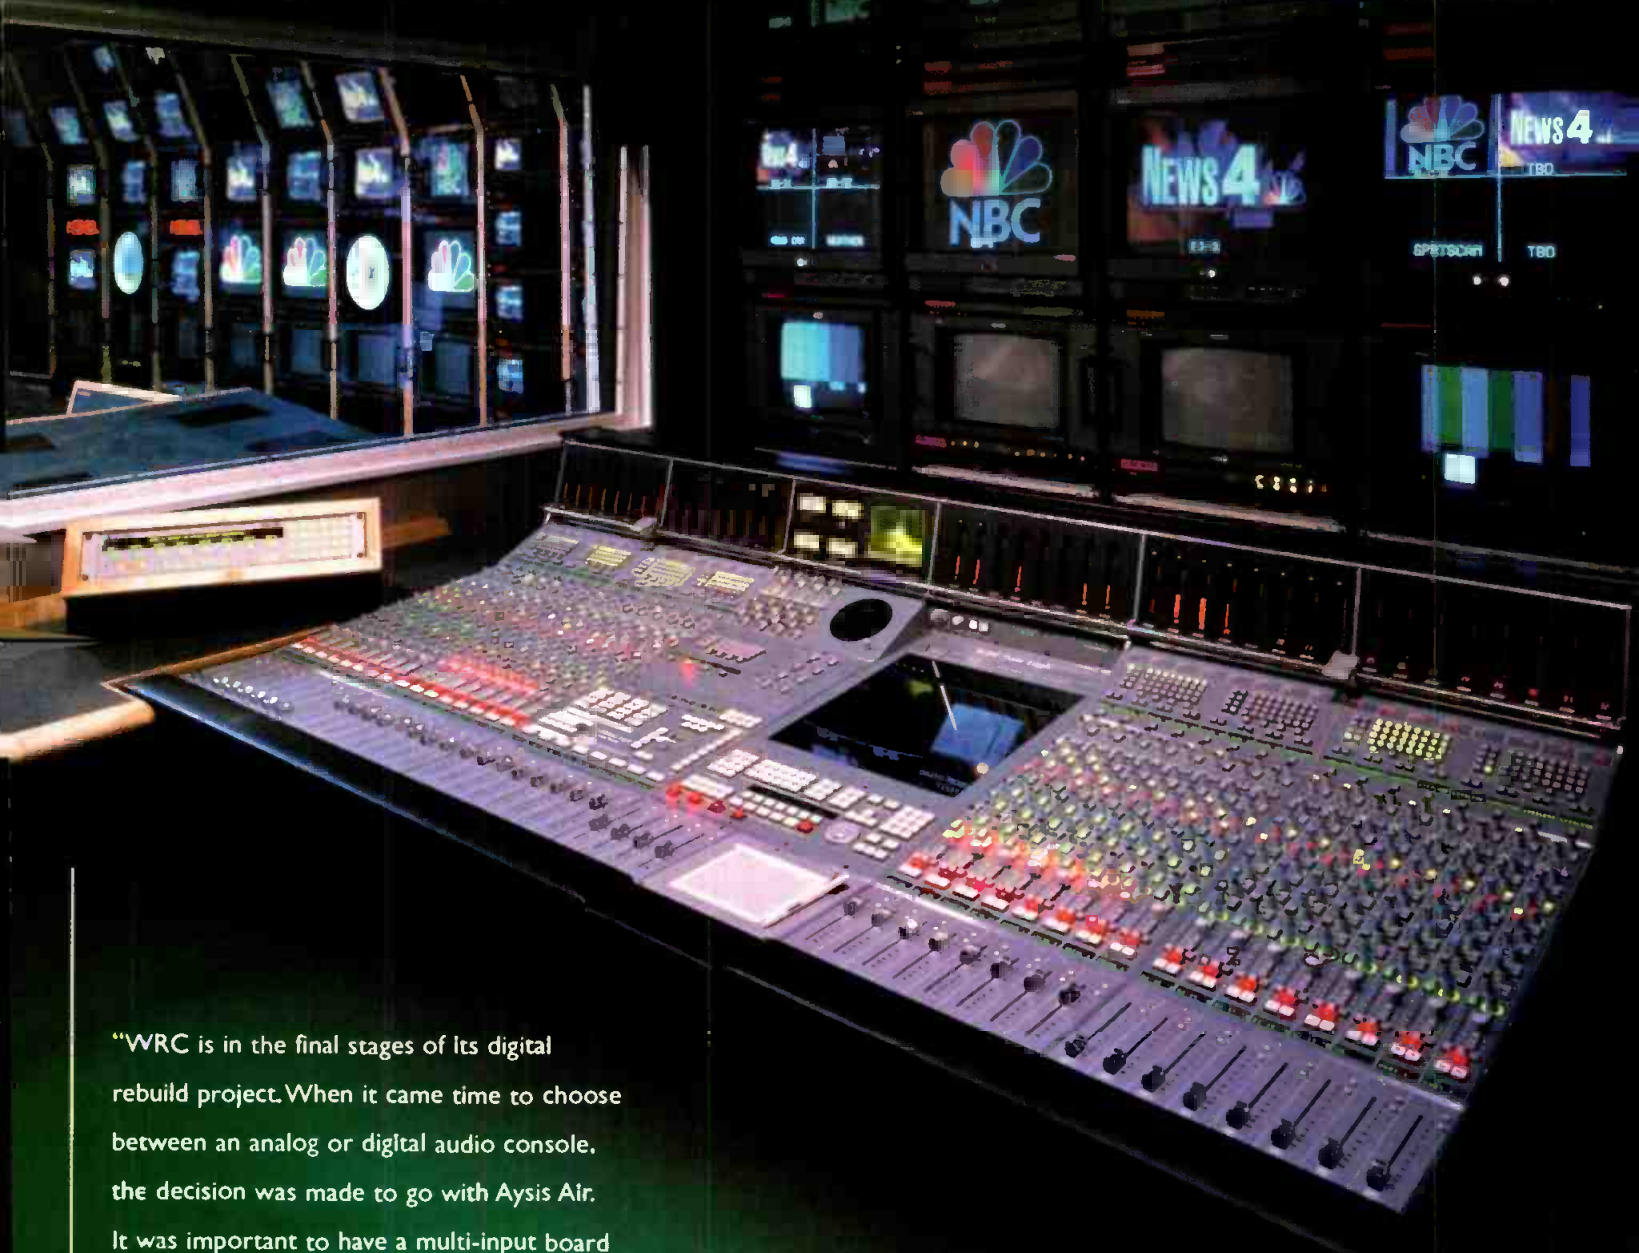 NEWS 4
NBC
TBD
NBC
NEWS 4
SPRTSCAM
TBD
WEATHER
“WRC is in the final stages of its digital
rebuild project. When it came time to choose
between an analog or digital audio console,
the decision was made to go with Aysis Air.
It was important to have a multi-input board